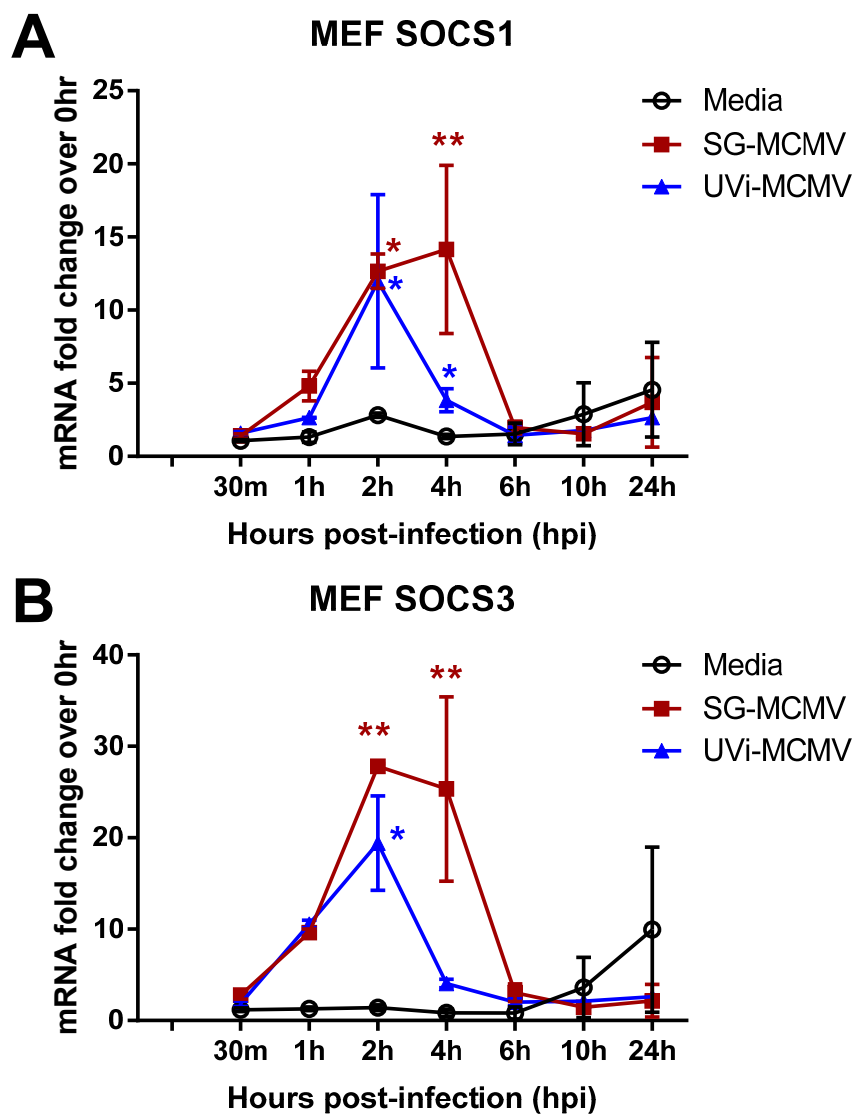 A
MEF SOCS1
mRNA fold change over 0hr
25
20
15
10
5
0
**
*
*
*
Media
SG-MCMV
UVi-MCMV
30m 1h 2h 4h 6h 10h 24h
Hours post-infection (hpi)
B
MEF SOCS3
mRNA fold change over 0hr
40
30
20
10
0
**
**
*
Media
SG-MCMV
UVi-MCMV
30m 1h 2h 4h 6h 10h 24h
Hours post-infection (hpi)